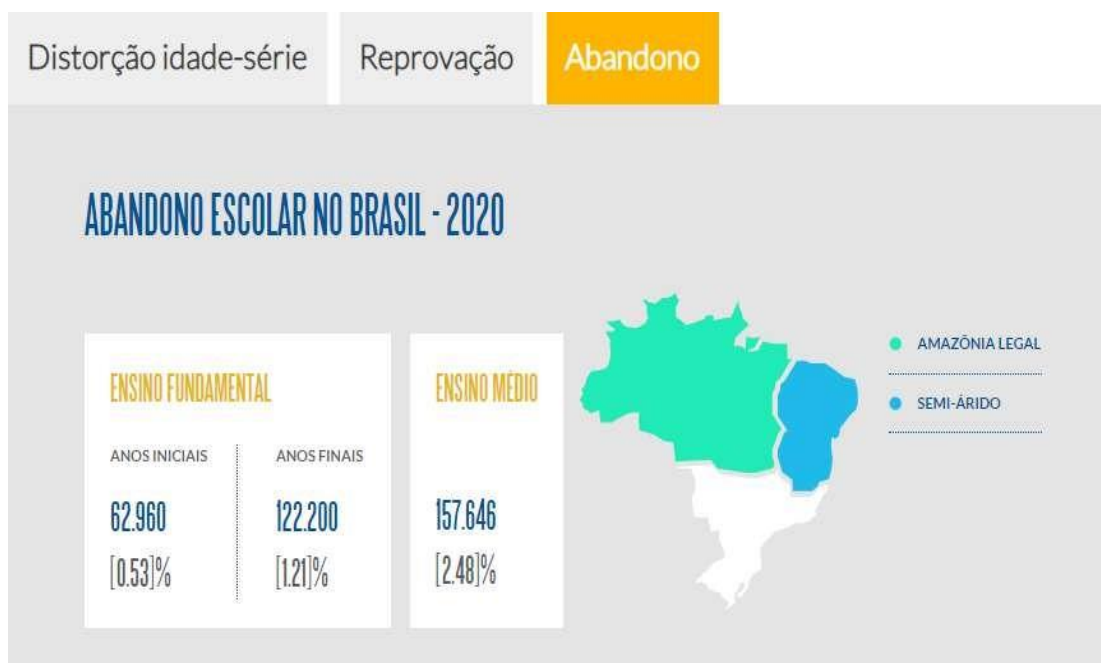 Distorção idade-série
Reprovação
Abandono
ABANDONO ESCOLAR NO BRASIL - 2020
ENSINO FUNDAMENTAL
ANOS INICIAIS
62.960
[0.53]%
ANOS FINAIS
122.200
[1.21]%
ENSINO MÉDIO
157.646
[2.48]%
AMAZÔNIA LEGAL
SEMI-ÁRIDO